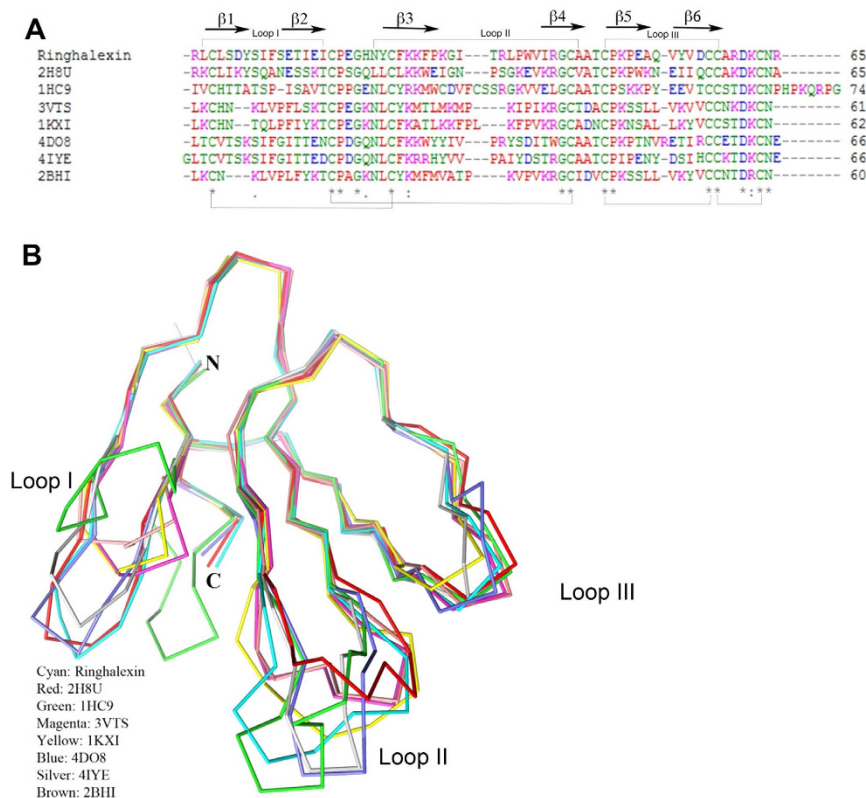 A
β1 β2 β3 β4 β5 β6
Loop I Loop II Loop III
Ringhalexin --RLCLSDYSIFSETIEICPEGHNYCFKKFPKGI---TRLPWVIRGCAATCPKPEAQ-VYVDCCARDKCNR------- 65
2H8U --RKCLIKYSQANESSKTCPSGQLLCLKKWEIGN---PSGKEVKRGCVATCPKPWKN-EIIQCCAKDKCNA------- 65
1HC9 --IVCHTTATSP-ISAVTCPPGENLCYRKMWCDVFCSSRGKVVELGCAATCPSKKPY-EEVTCCSTDKCNPHPKQRPG 74
3VTS --LKCHN--KLVPFLSKTCPEGKNLCYKMTLMKMP----KIPIKRGCTDACPKSSLL-VKVVCCNKDKCN-------- 61
1KXI --LKCHN--TQLPFIYKTCPEGKNLCFKATLKKFPL---KFPVKRGCADNCPKNSAL-LKYVCCSTDKCN-------- 62
4DO8 --LTCVTSKSIFGITTENCPDGQNLCFKKWYYIV---PRYSDITWGCAATCPKPTNVRETIRCCETDKCNE------- 66
4IYE GLTCVTSKSIFGITTEDCPDGQNLCFKRRHYVV---PAIYDSTRGCAATCPIPENY-DSIHCCKTDKCNE------- 66
2BHI --LKCN---KLVPLFYKTCPAGKNLCYKMFMVATP----KVPVKRGCIDVCPKSSLL-VKYVCCNTDRCN-------- 60
* . ** *. * : ** ** ** *:**
B
N
Loop I
C
Loop III
Cyan: Ringhalexin
Red: 2H8U
Green: 1HC9
Magenta: 3VTS
Yellow: 1KXI
Blue: 4DO8
Silver: 4IYE
Brown: 2BHI
Loop II